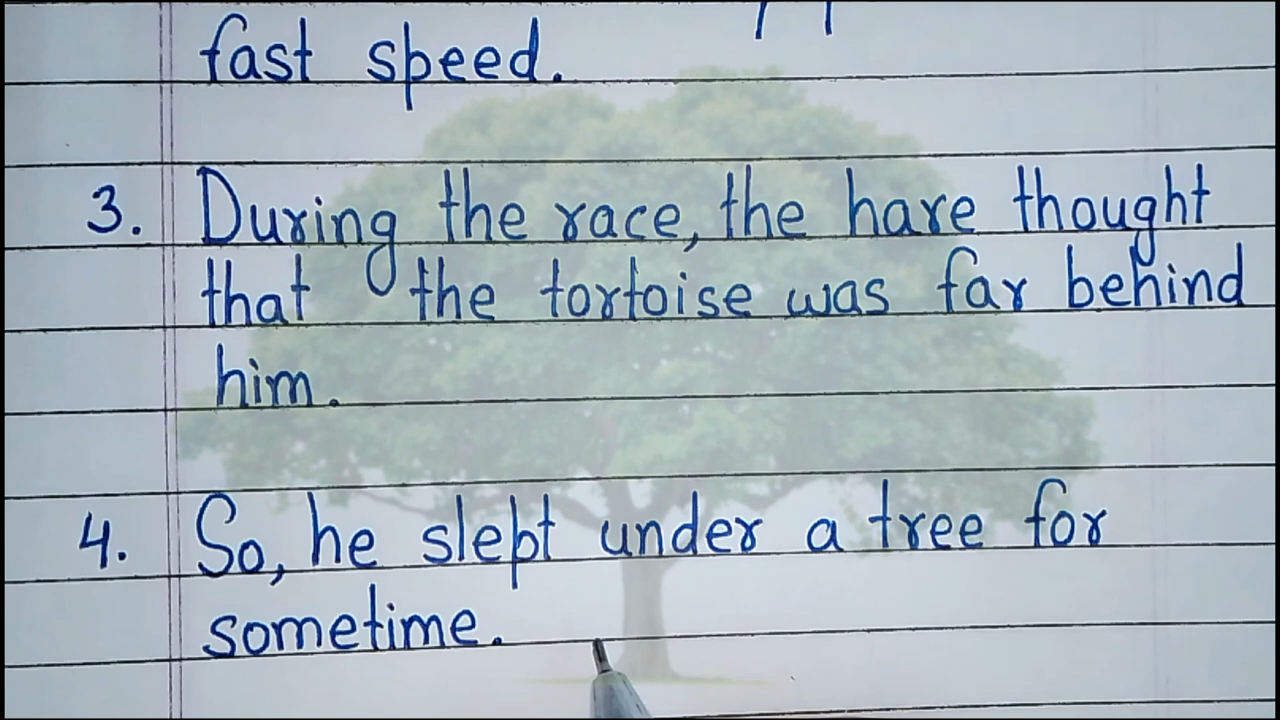 fast speed.
3. During the race, the hare thought
that the tortoise was far behind
him.
4. So, he slept under a tree for
sometime.